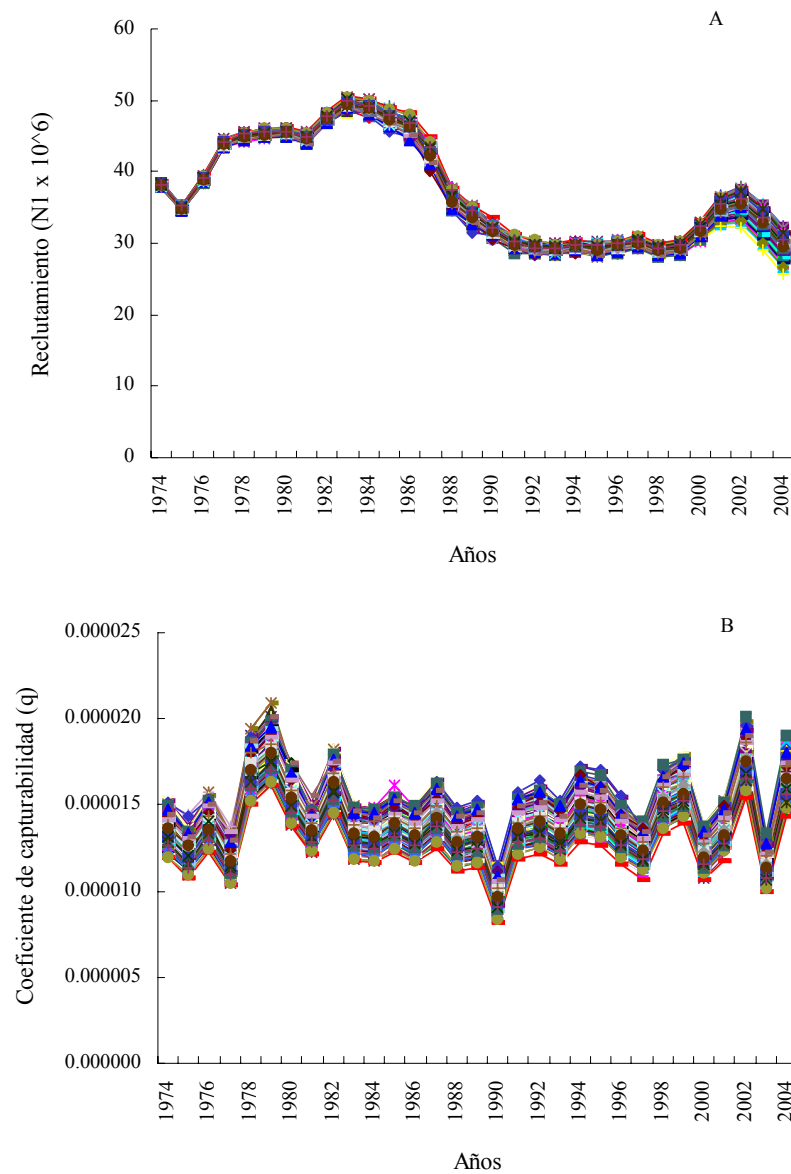 A
60
50
40
30
20
10
0
Reclutamiento (N1 x 10^6)
1974 1976 1978 1980 1982 1984 1986 1988 1990 1992 1994 1996 1998 2000 2002 2004
Años
B
0.000025
0.000020
0.000015
0.000010
0.000005
0.000000
Coeficiente de capturabilidad (q)
1974 1976 1978 1980 1982 1984 1986 1988 1990 1992 1994 1996 1998 2000 2002 2004
Años